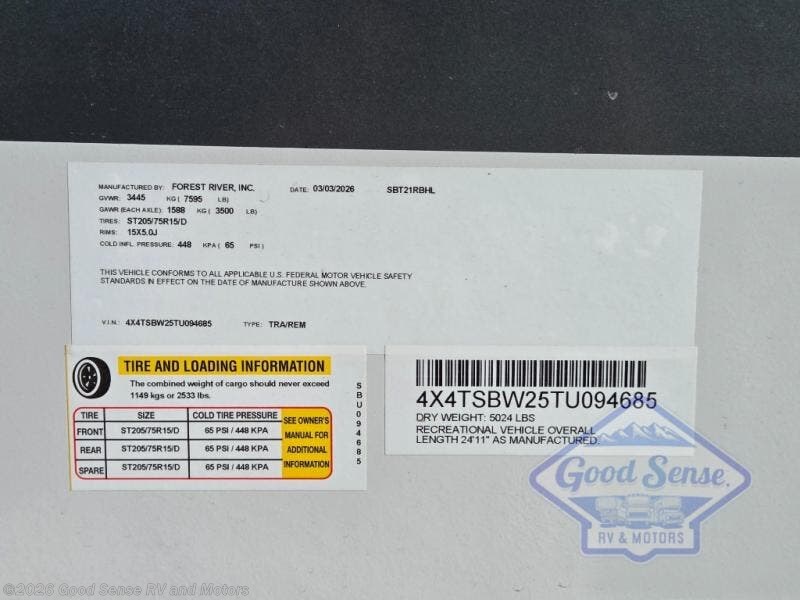 MANUFACTURED BY: FOREST RIVER, INC. DATE: 03/03/2026 SBT21RBHL
GVWR: 3445 KG ( 7595 LB)
GAWR (EACH AXLE): 1588 KG ( 3500 LB)
TIRES: ST205/75R15/D
RIMS: 15X5.0J
COLD INFL. PRESSURE: 448 KPA ( 65 PSI )
THIS VEHICLE CONFORMS TO ALL APPLICABLE U.S. FEDERAL MOTOR VEHICLE SAFETY
STANDARDS IN EFFECT ON THE DATE OF MANUFACTURE SHOWN ABOVE.
V.I.N.: 4X4TSBW25TU094685 TYPE: TRA/REM
TIRE AND LOADING INFORMATION
The combined weight of cargo should never exceed
1149 kgs or 2533 lbs.
TIRE SIZE COLD TIRE PRESSURE
FRONT ST205/75R15/D 65 PSI / 448 KPA
REAR ST205/75R15/D 65 PSI / 448 KPA
SPARE ST205/75R15/D 65 PSI / 448 KPA
SEE OWNER'S
MANUAL FOR
ADDITIONAL
INFORMATION
SBU094685
4X4TSBW25TU094685
DRY WEIGHT: 5024 LBS
RECREATIONAL VEHICLE OVERALL
LENGTH 24'11" AS MANUFACTURED.
Good Sense
RV & MOTORS
©2026 Good Sense RV and Motors